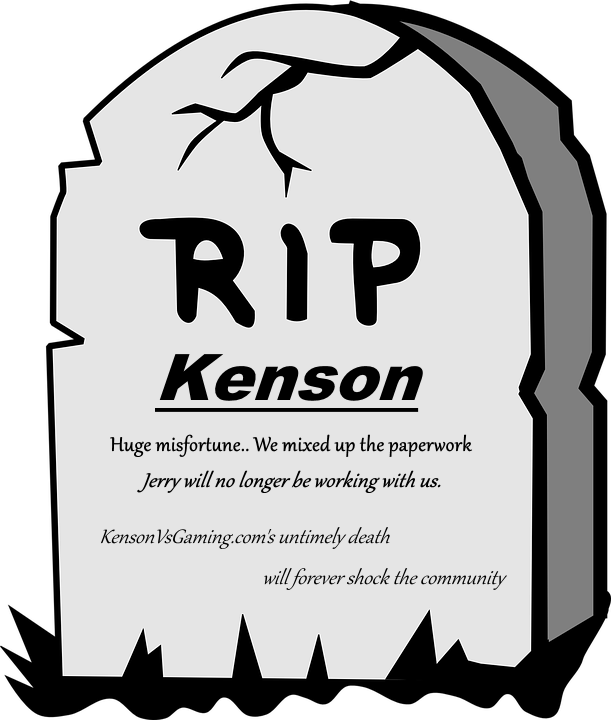 RIP
Kenson
Huge misfortune.. We mixed up the paperwork
Jerry will no longer be working with us.
KensonVsGaming.com's untimely death
will forever shock the community